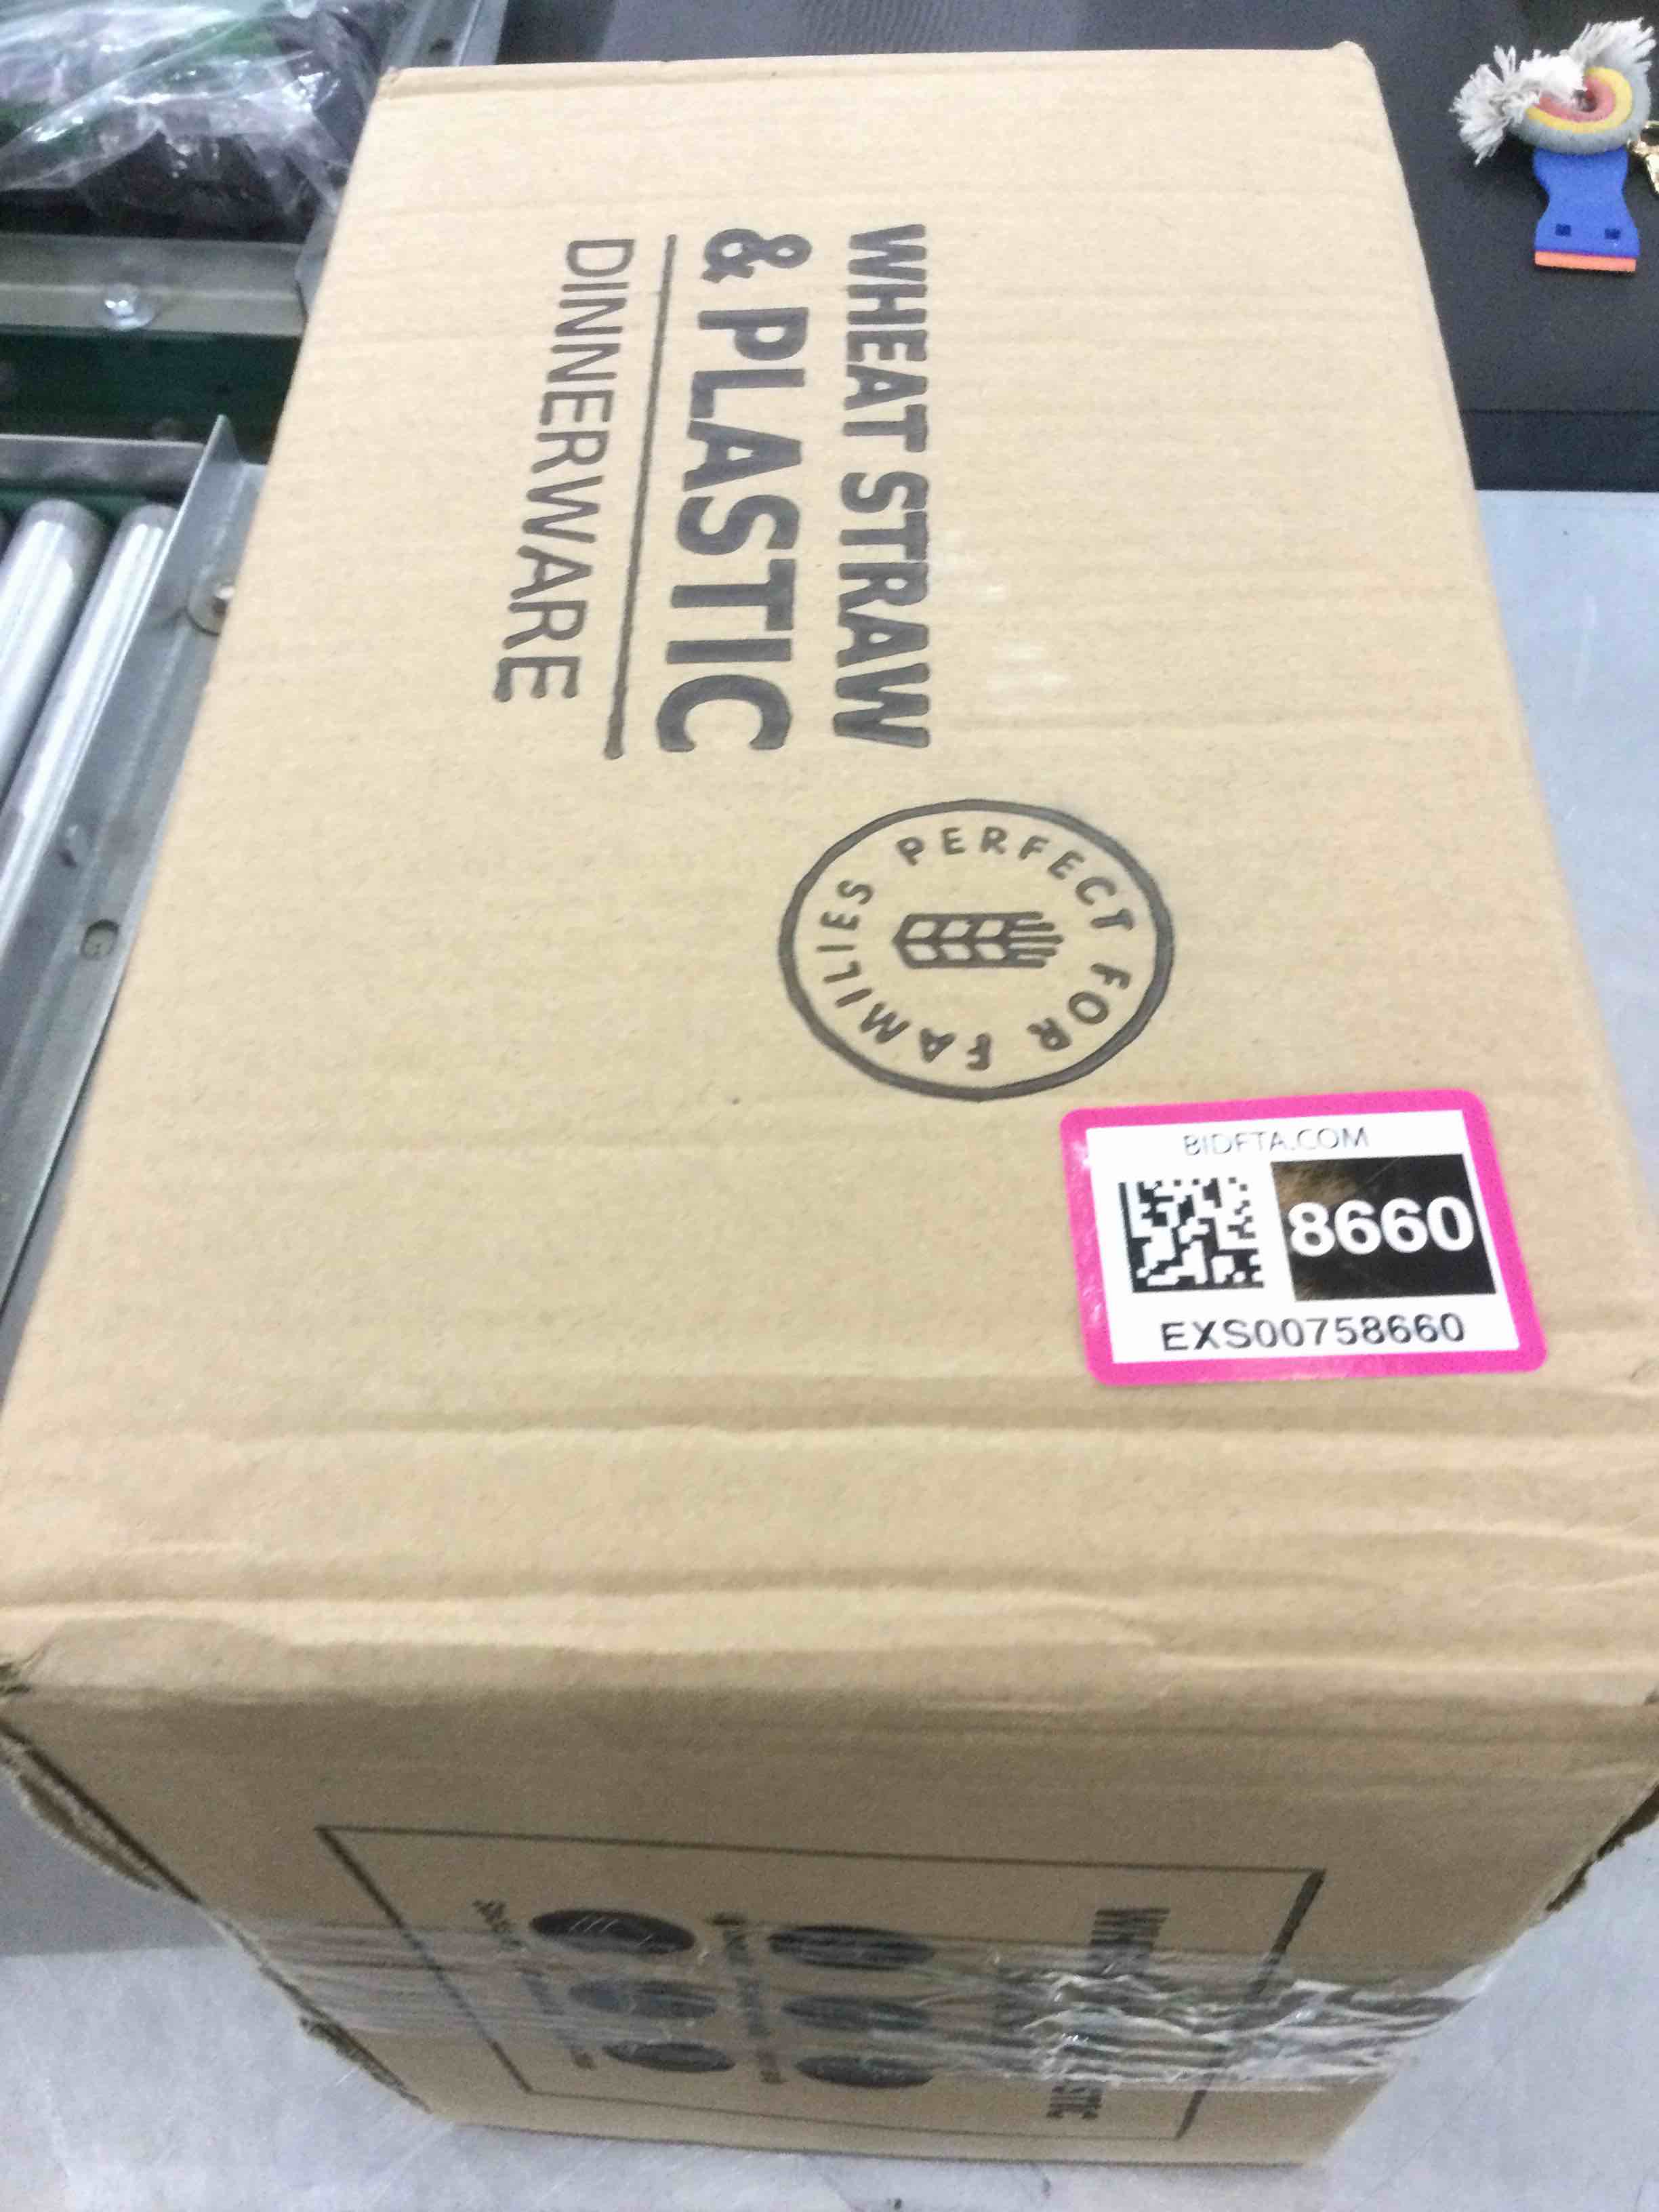 WHEAT STRAW
& PLASTIC
DINNERWARE
PERFECT FOR FAMILIES
BIDFTA.COM
8660
EXS00758660